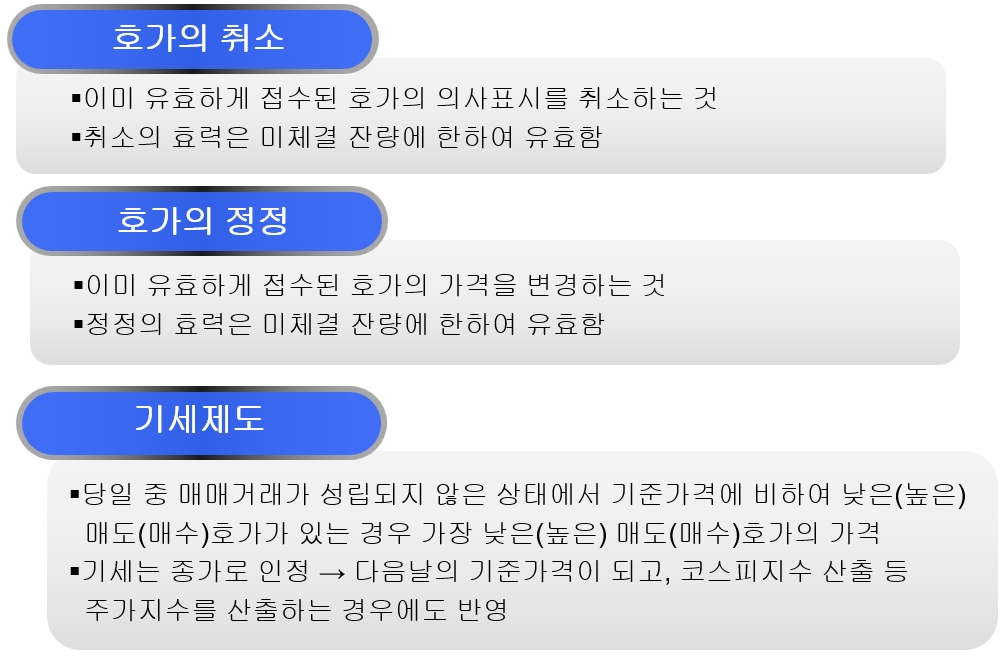 호가의 취소
▪이미 유효하게 접수된 호가의 의사표시를 취소하는 것
▪취소의 효력은 미체결 잔량에 한하여 유효함
호가의 정정
▪이미 유효하게 접수된 호가의 가격을 변경하는 것
▪정정의 효력은 미체결 잔량에 한하여 유효함
기세제도
▪당일 중 매매거래가 성립되지 않은 상태에서 기준가격에 비하여 낮은(높은)
매도(매수)호가가 있는 경우 가장 낮은(높은) 매도(매수)호가의 가격
▪기세는 종가로 인정 → 다음날의 기준가격이 되고, 코스피지수 산출 등
주가지수를 산출하는 경우에도 반영